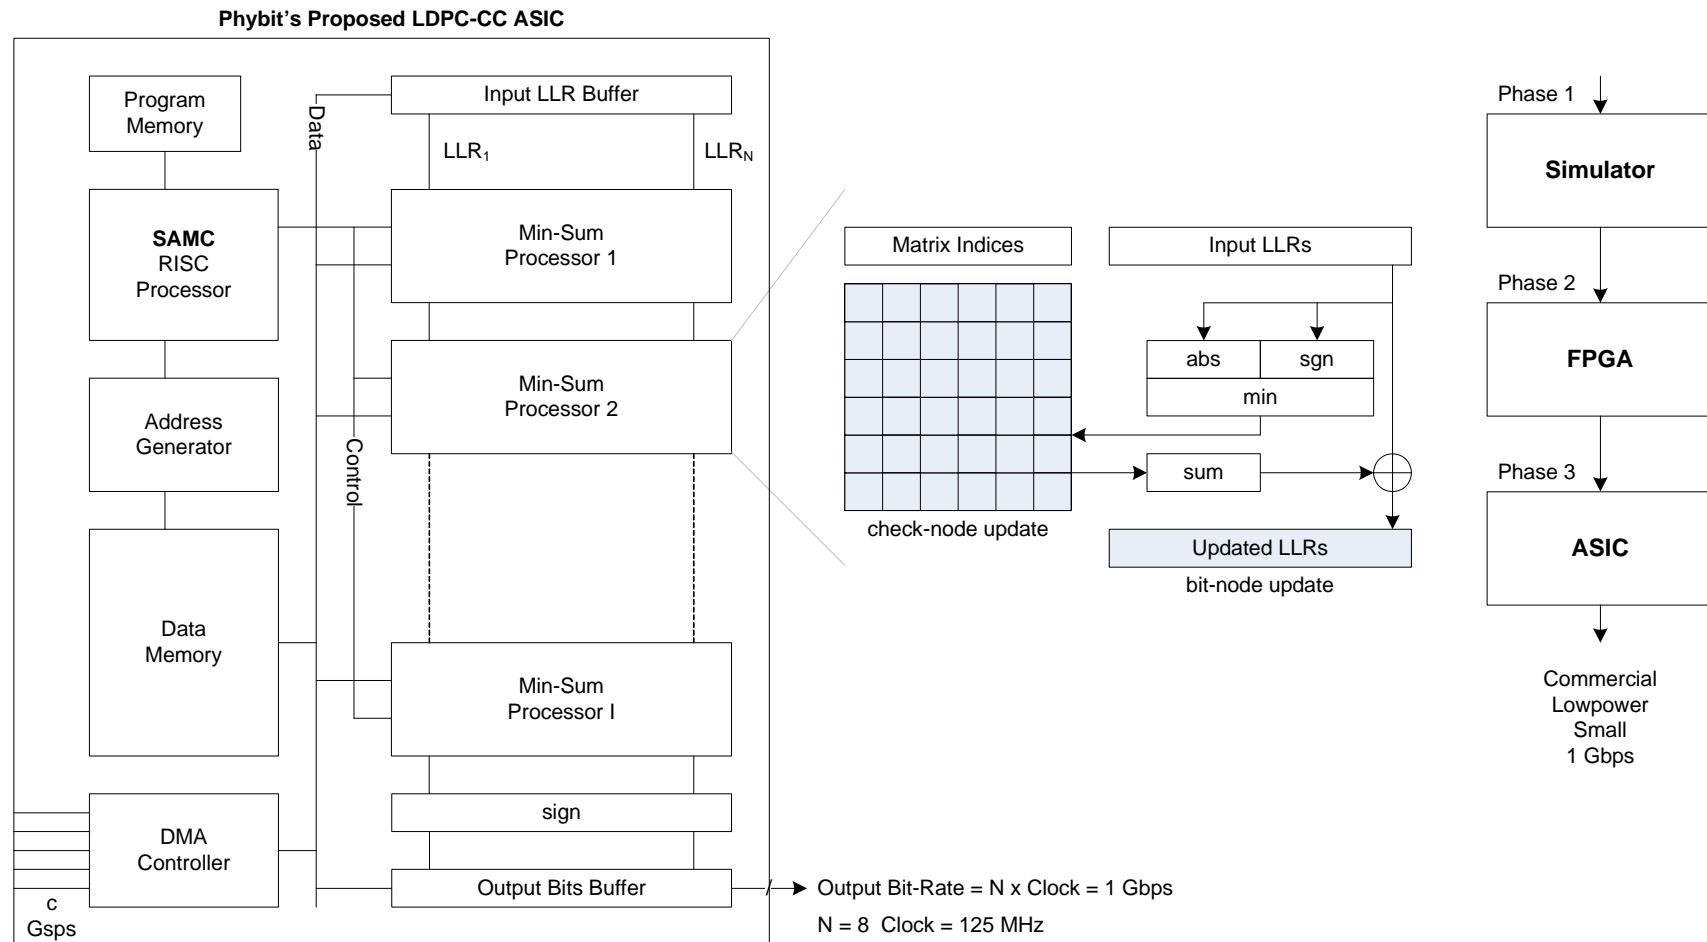 Phybit's Proposed LDPC-CC ASIC
Program
Memory
SAMC
RISC
Processor
Address
Generator
Data
Memory
DMA
Controller
c
Gsps
Data
Control
Input LLR Buffer
LLR₁
LLR_N
Min-Sum
Processor 1
Min-Sum
Processor 2
Min-Sum
Processor I
sign
Output Bits Buffer
Output Bit-Rate = N x Clock = 1 Gbps
N = 8 Clock = 125 MHz
Matrix Indices
check-node update
Input LLRs
abs
sgn
min
sum
Updated LLRs
bit-node update
Phase 1
Simulator
Phase 2
FPGA
Phase 3
ASIC
Commercial
Lowpower
Small
1 Gbps